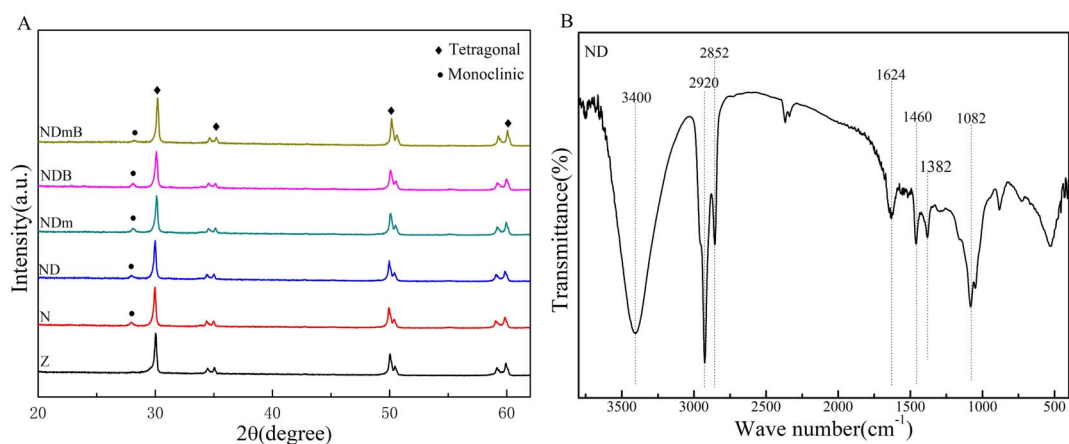 A
◆ Tetragonal
● Monoclinic
NDmB
NDB
NDm
ND
N
Z
Intensity(a.u.)
20 30 40 50 60
2θ(degree)
B
ND
2852
3400
2920
1624
1460
1382
1082
Transmittance(%)
3500 3000 2500 2000 1500 1000 500
Wave number(cm⁻¹)